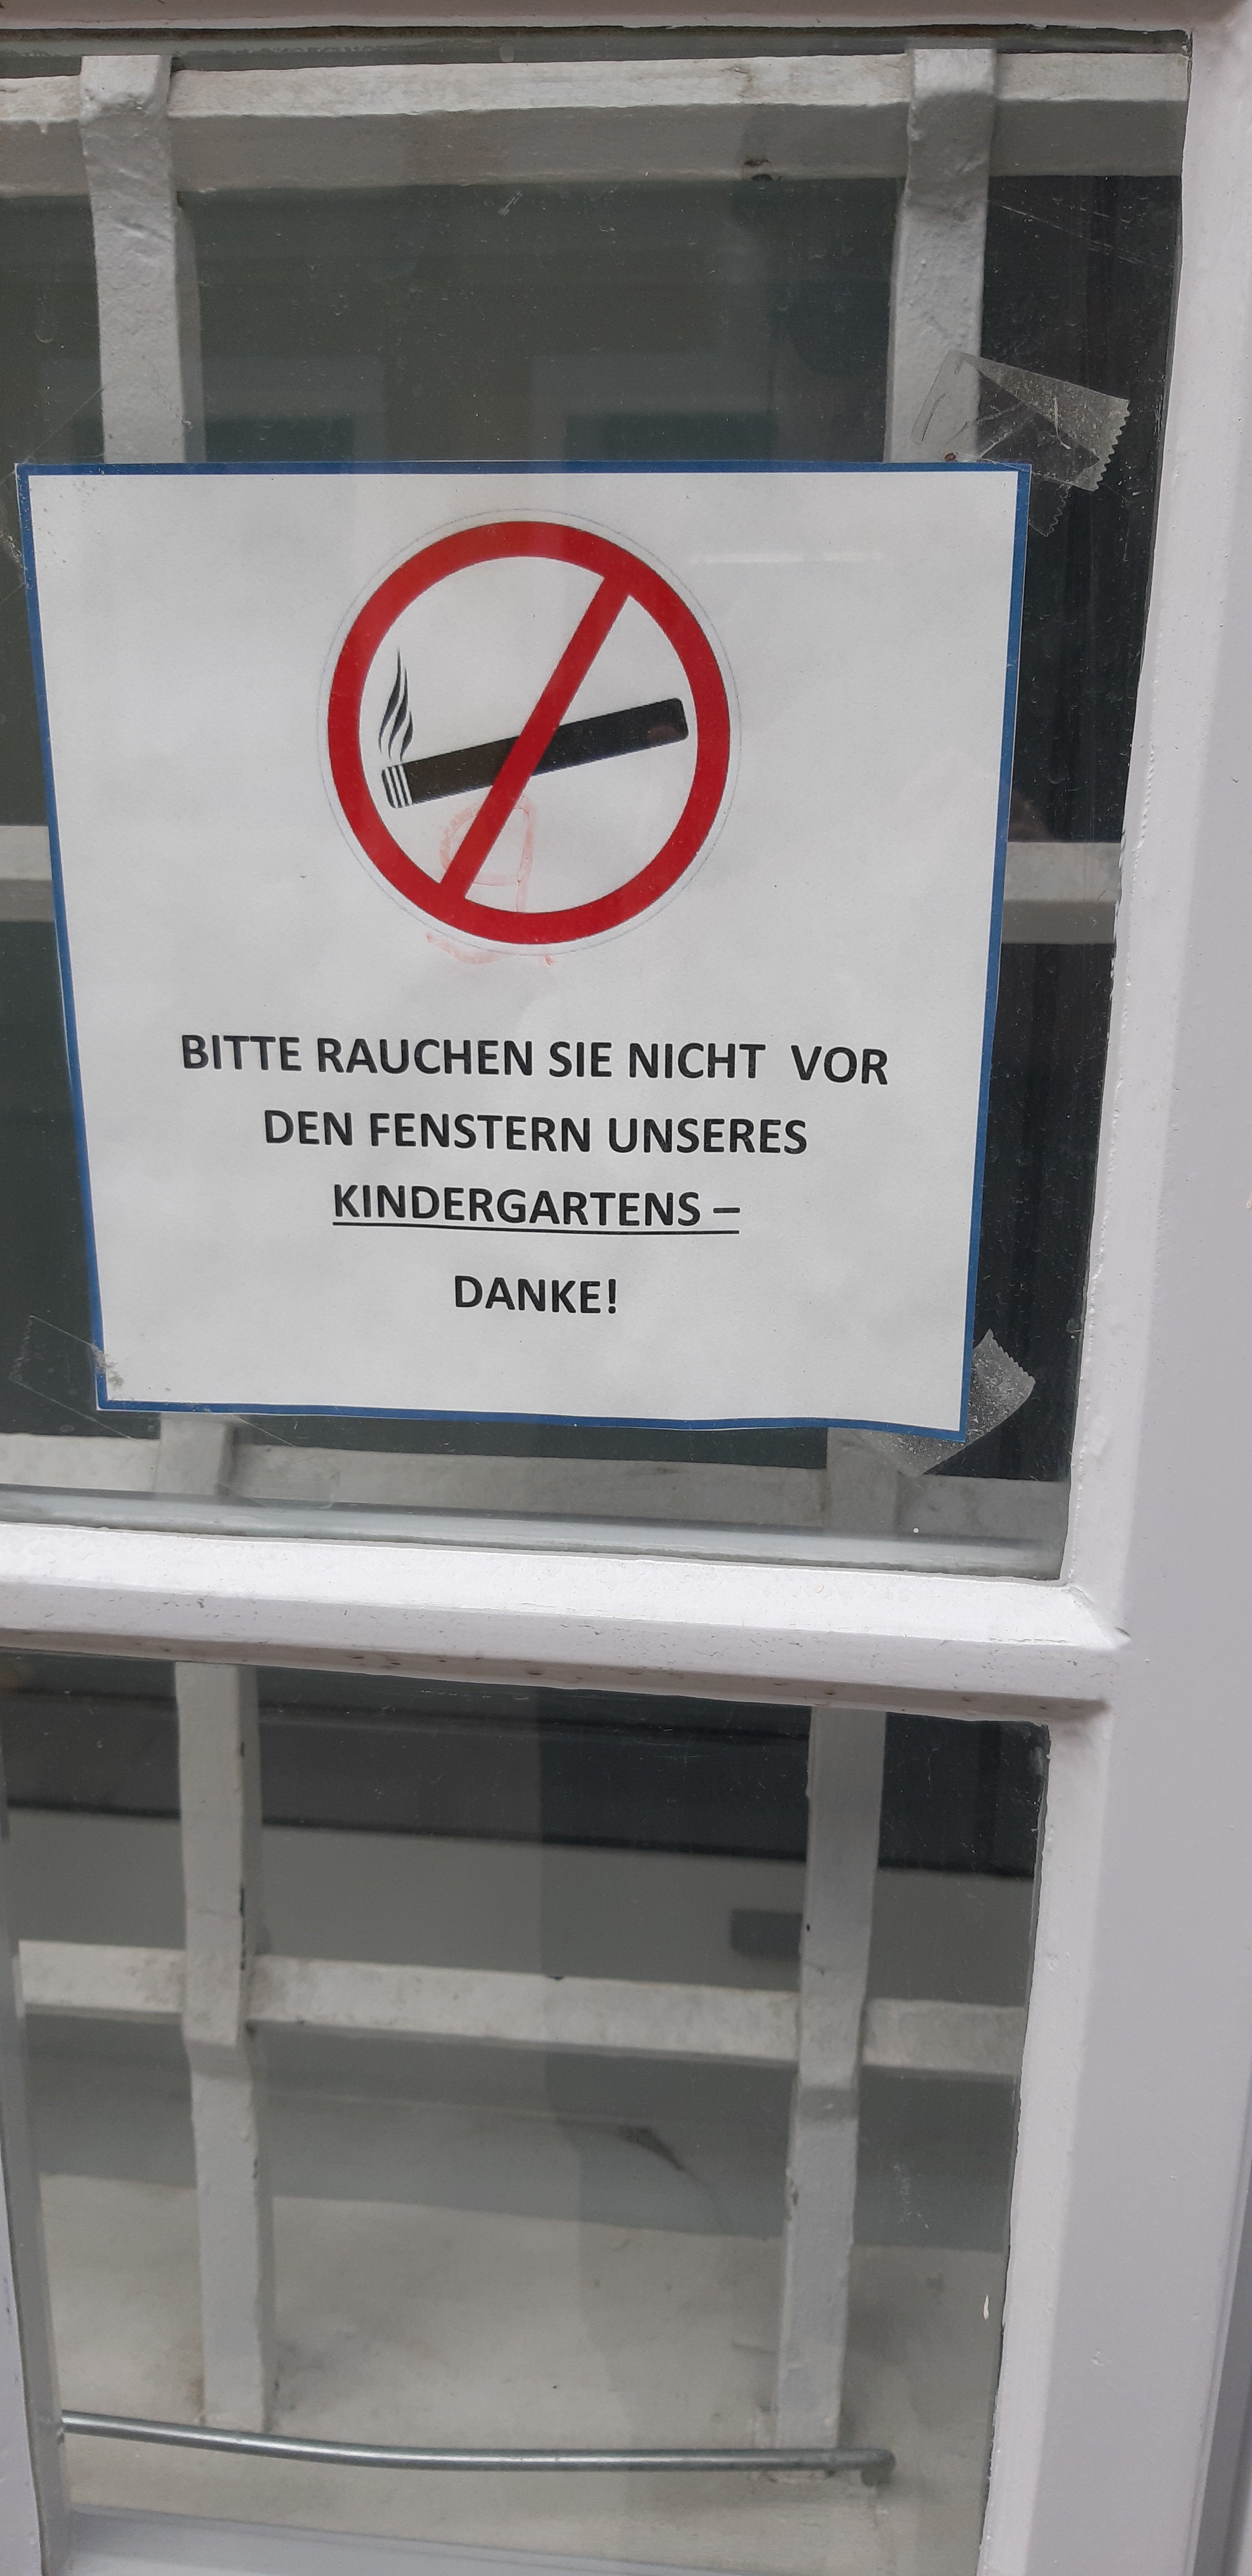 BITTE RAUCHEN SIE NICHT VOR
DEN FENSTERN UNSERES
KINDERGARTENS –
DANKE!